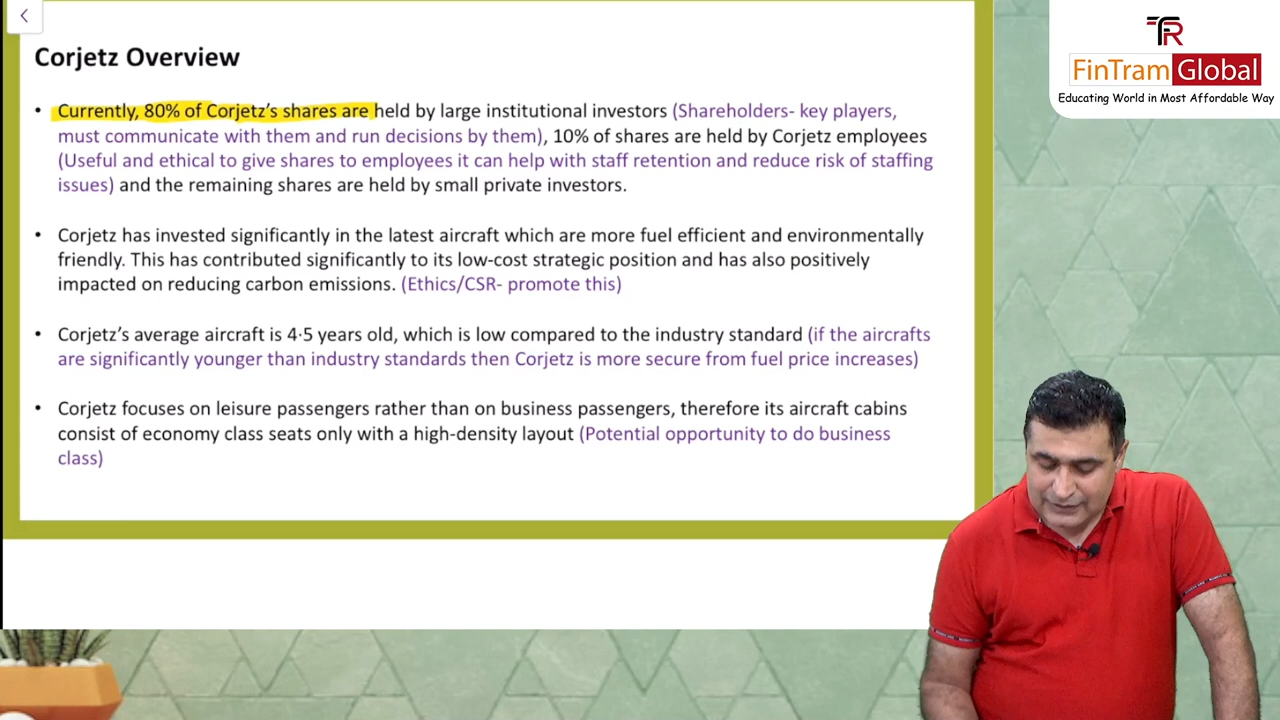 Corjetz Overview
• Currently, 80% of Corjetz's shares are held by large institutional investors (Shareholders- key players,
must communicate with them and run decisions by them), 10% of shares are held by Corjetz employees
(Useful and ethical to give shares to employees it can help with staff retention and reduce risk of staffing
issues) and the remaining shares are held by small private investors.
• Corjetz has invested significantly in the latest aircraft which are more fuel efficient and environmentally
friendly. This has contributed significantly to its low-cost strategic position and has also positively
impacted on reducing carbon emissions. (Ethics/CSR- promote this)
• Corjetz's average aircraft is 4·5 years old, which is low compared to the industry standard (if the aircrafts
are significantly younger than industry standards then Corjetz is more secure from fuel price increases)
• Corjetz focuses on leisure passengers rather than on business passengers, therefore its aircraft cabins
consist of economy class seats only with a high-density layout (Potential opportunity to do business
class)
TR
FinTram Global
Educating World in Most Affordable Way